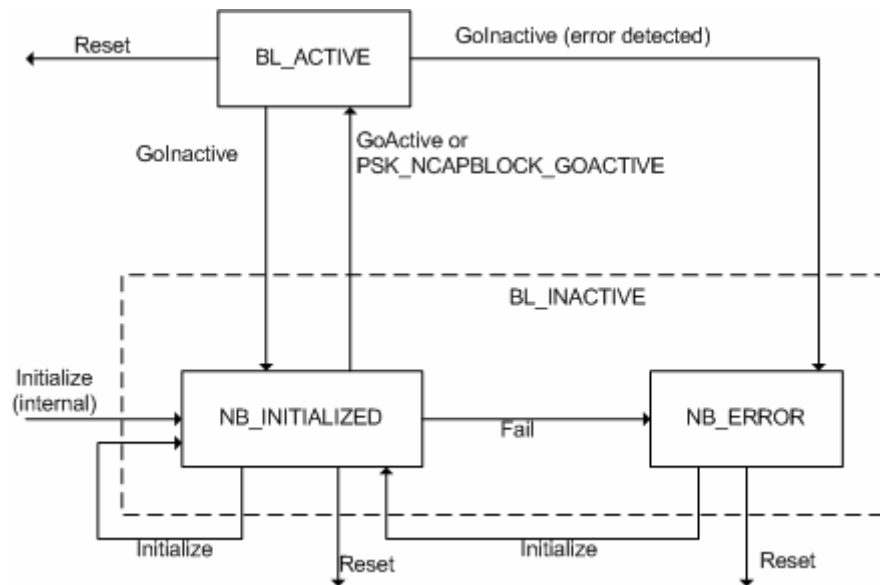 Reset
BL_ACTIVE
GoInactive (error detected)
GoInactive
GoActive or
PSK_NCAPBLOCK_GOACTIVE
BL_INACTIVE
Initialize
(internal)
NB_INITIALIZED
Fail
NB_ERROR
Initialize
Reset
Initialize
Reset